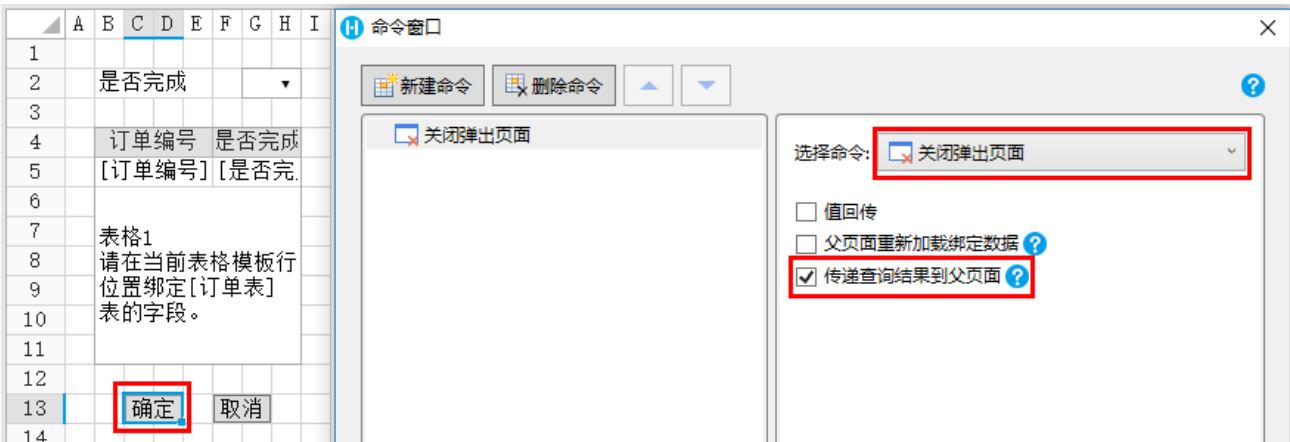 A B C D E F G H I
1
2 是否完成
3
4 订单编号 是否完成
5 [订单编号] [是否完.
6
7 表格1
8 请在当前表格模板行
9 位置绑定[订单表]
10 表的字段。
11
12
13 确定 取消
14
命令窗口
新建命令 删除命令
关闭弹出页面
选择命令: 关闭弹出页面
值回传
父页面重新加载绑定数据
传递查询结果到父页面